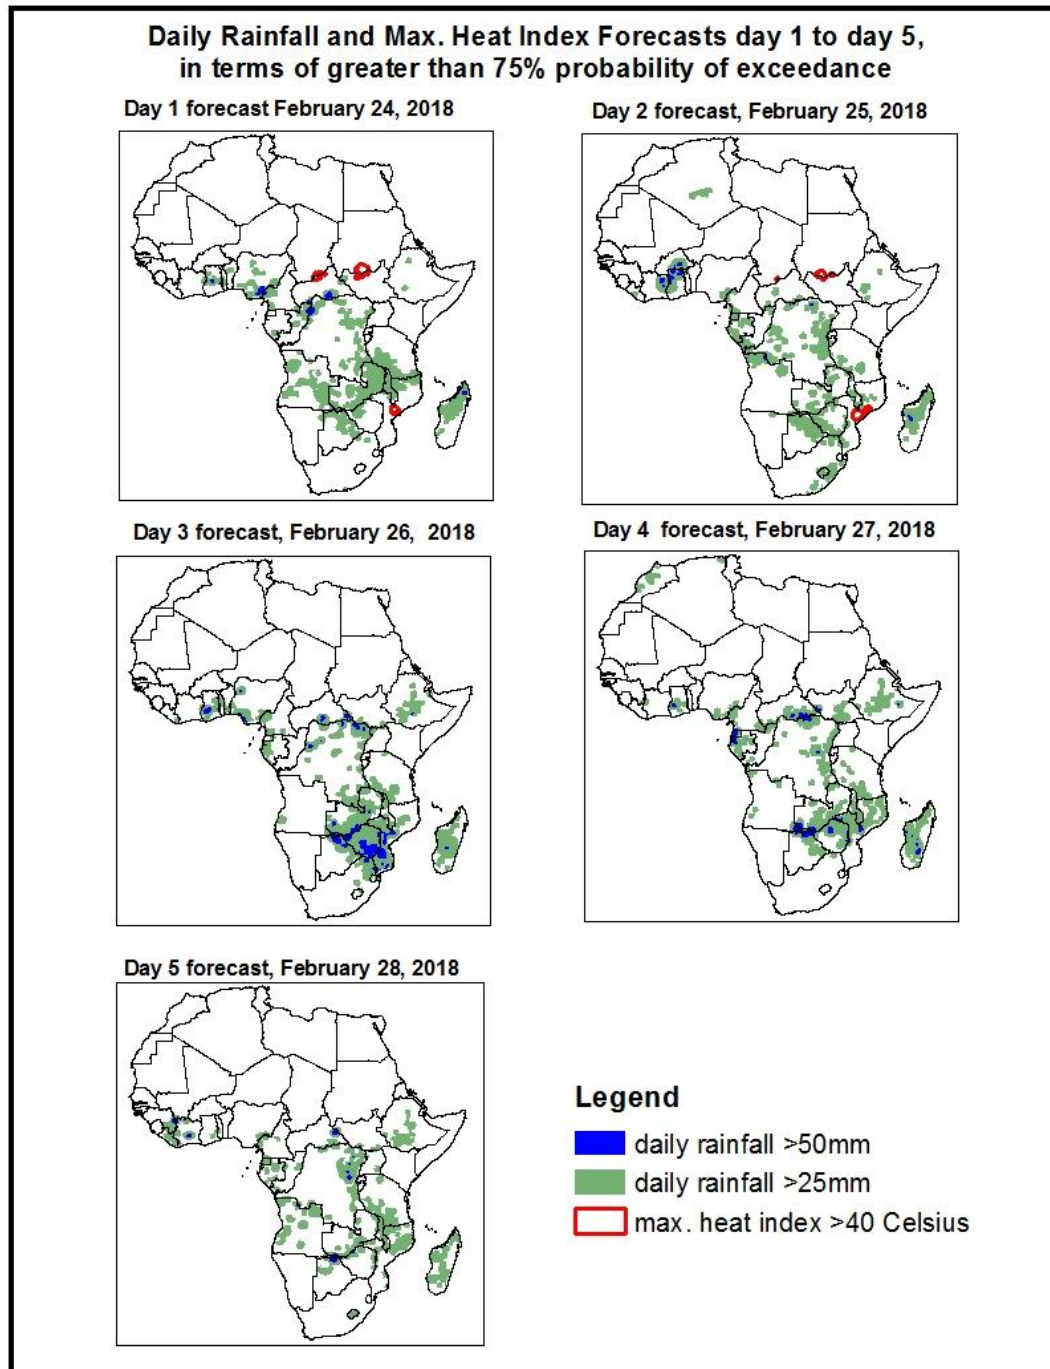 Daily Rainfall and Max. Heat Index Forecasts day 1 to day 5,
in terms of greater than 75% probability of exceedance
Day 1 forecast February 24, 2018
Day 2 forecast, February 25, 2018
Day 3 forecast, February 26, 2018
Day 4 forecast, February 27, 2018
Day 5 forecast, February 28, 2018
Legend
daily rainfall >50mm
daily rainfall >25mm
max. heat index >40 Celsius